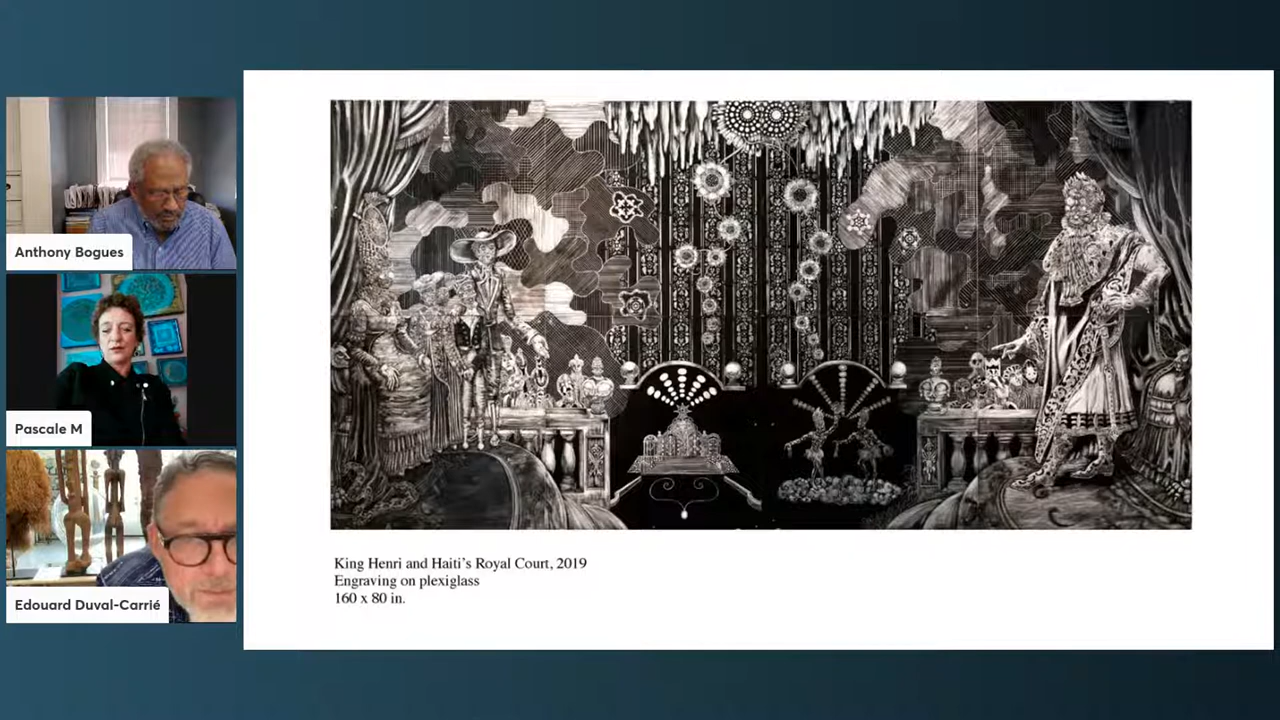 Anthony Bogues
Pascale M
Edouard Duval-Carrié
King Henri and Haiti's Royal Court, 2019
Engraving on plexiglass
160 x 80 in.